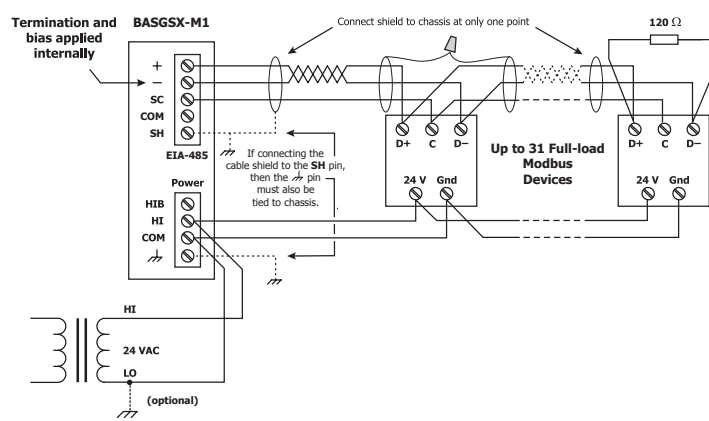 Termination and
bias applied
internally
BASGSX-M1
Connect shield to chassis at only one point
120 Ω
+
−
SC
COM
SH
EIA-485
If connecting the
cable shield to the SH pin,
then the pin
must also be
tied to chassis.
D+ C D−
Up to 31 Full-load
Modbus
Devices
D+ C D−
24 V Gnd
24 V Gnd
Power
HIB
HI
COM
HI
24 VAC
LO
(optional)